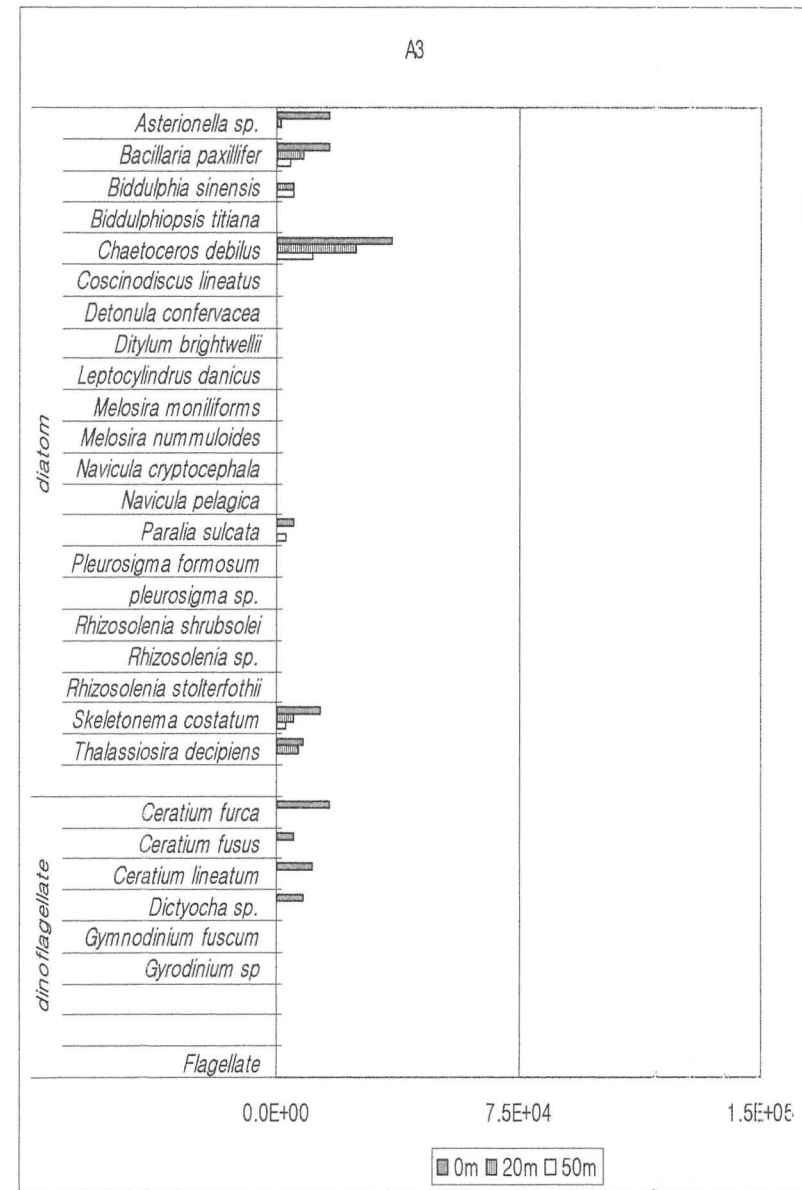 A3
diatom
Asterionella sp.
Bacillaria paxillifer
Biddulphia sinensis
Biddulphiopsis titiana
Chaetoceros debilus
Coscinodiscus lineatus
Detonula confervacea
Ditylum brightwellii
Leptocylindrus danicus
Melosira moniliforms
Melosira nummuloides
Navicula cryptocephala
Navicula pelagica
Paralia sulcata
Pleurosigma formosum
pleurosigma sp.
Rhizosolenia shrubsolei
Rhizosolenia sp.
Rhizosolenia stolterfothii
Skeletonema costatum
Thalassiosira decipiens
dinoflagellate
Ceratium furca
Ceratium fusus
Ceratium lineatum
Dictyocha sp.
Gymnodinium fuscum
Gyrodinium sp
Flagellate
0.0E+00 7.5E+04 1.5E+05
0m 20m 50m